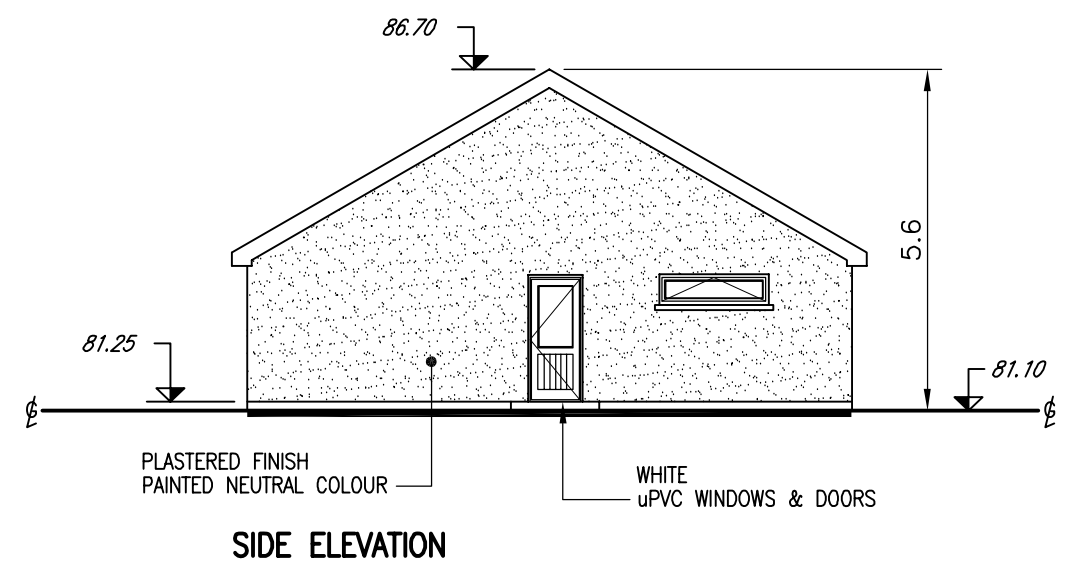 86.70
5.6
81.25
81.10
PLASTERED FINISH
PAINTED NEUTRAL COLOUR
WHITE
uPVC WINDOWS & DOORS
SIDE ELEVATION